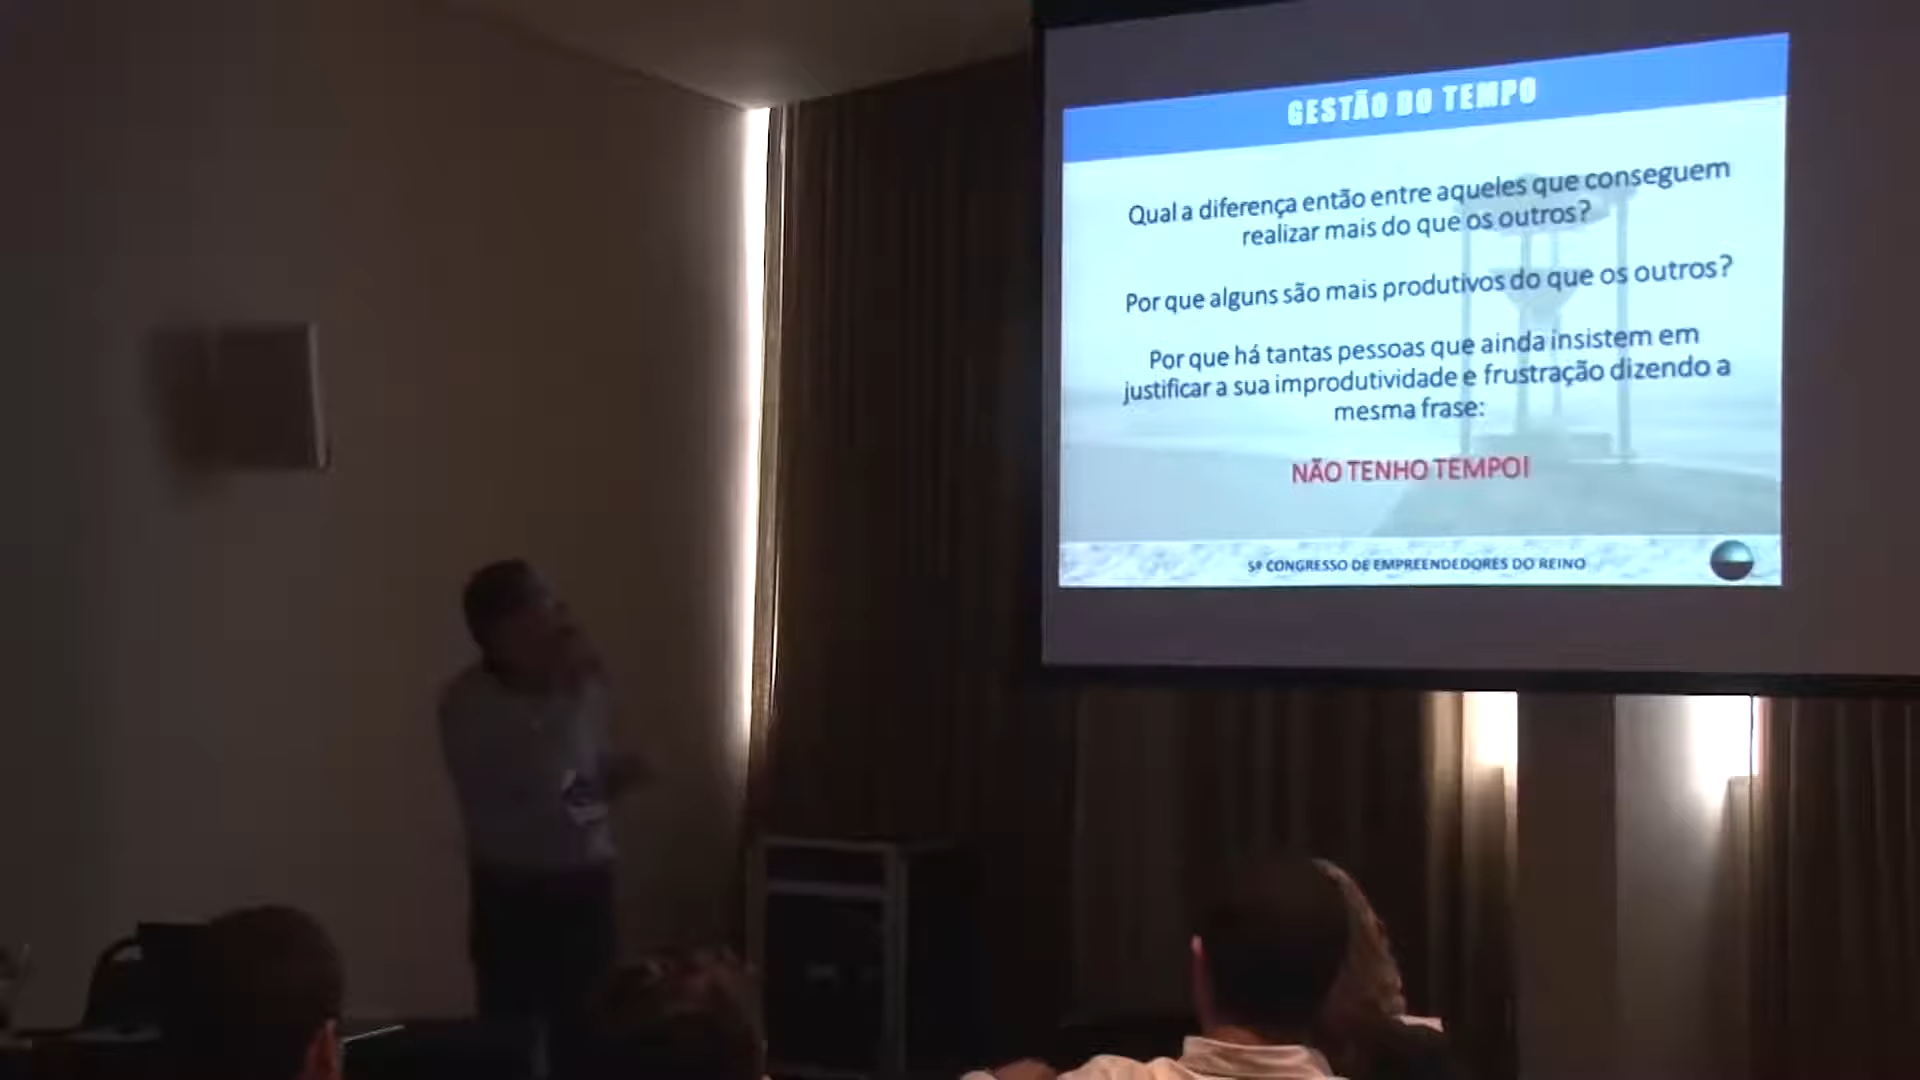 GESTÃO DO TEMPO
Qual a diferença então entre aqueles que conseguem
realizar mais do que os outros?
Por que alguns são mais produtivos do que os outros?
Por que há tantas pessoas que ainda insistem em
justificar a sua improdutividade e frustração dizendo a
mesma frase:
NÃO TENHO TEMPO!
5º CONGRESSO DE EMPREENDEDORES DO REINO